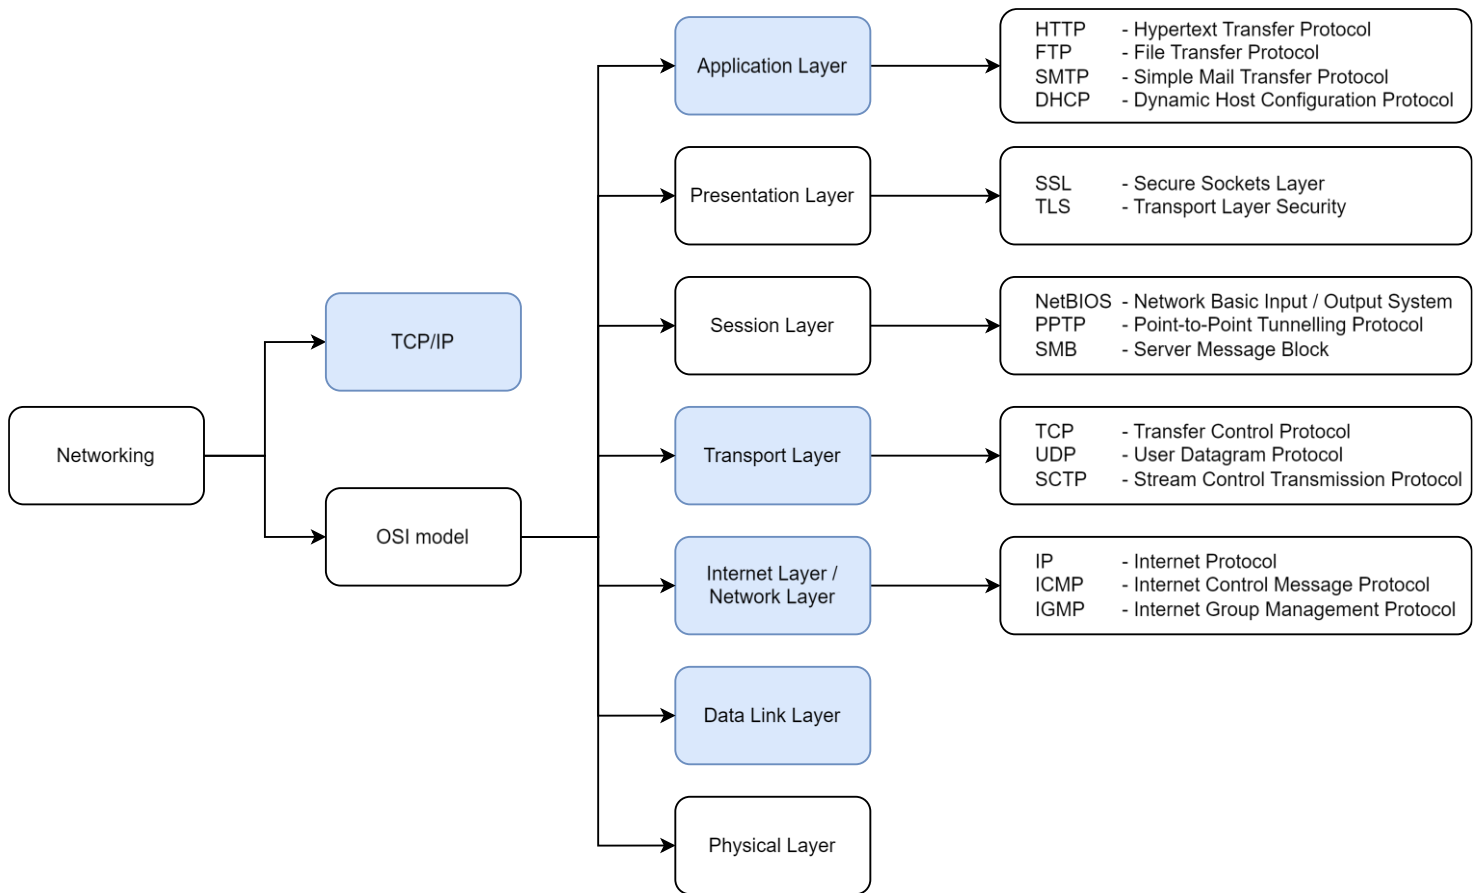 Networking
TCP/IP
OSI model
Application Layer
HTTP - Hypertext Transfer Protocol
FTP - File Transfer Protocol
SMTP - Simple Mail Transfer Protocol
DHCP - Dynamic Host Configuration Protocol
Presentation Layer
SSL - Secure Sockets Layer
TLS - Transport Layer Security
Session Layer
NetBIOS - Network Basic Input / Output System
PPTP - Point-to-Point Tunnelling Protocol
SMB - Server Message Block
Transport Layer
TCP - Transfer Control Protocol
UDP - User Datagram Protocol
SCTP - Stream Control Transmission Protocol
Internet Layer /
Network Layer
IP - Internet Protocol
ICMP - Internet Control Message Protocol
IGMP - Internet Group Management Protocol
Data Link Layer
Physical Layer